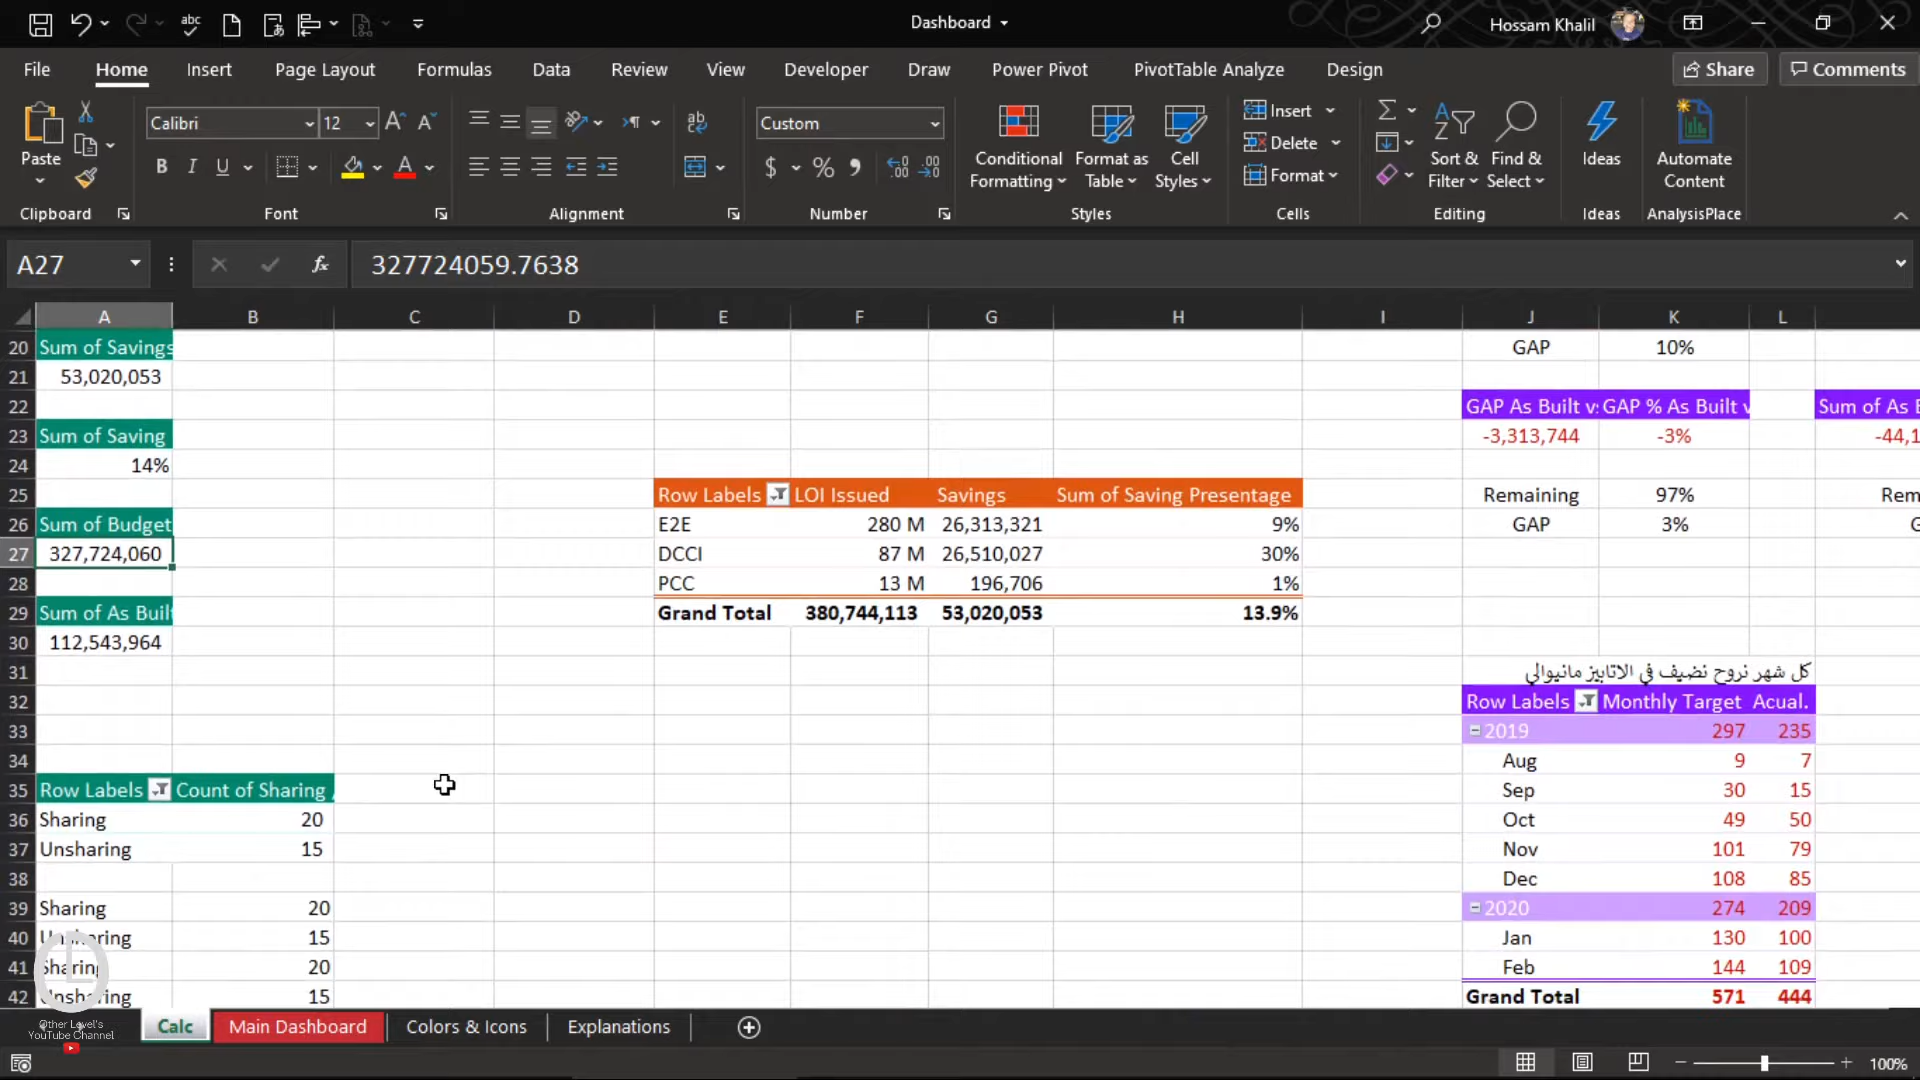 abc
Dashboard
Hossam Khalil
File Home Insert Page Layout Formulas Data Review View Developer Draw Power Pivot PivotTable Analyze Design Share Comments
Paste
Calibri 12
Custom
Conditional Formatting
Format as Table
Cell Styles
Insert
Delete
Format
Sort & Filter
Find & Select
Ideas
Automate Content
Clipboard Font Alignment Number Styles Cells Editing Ideas AnalysisPlace
A27 fx 327724059.7638
A B C D E F G H I J K L
20 Sum of Savings GAP 10%
21 53,020,053
22 GAP As Built v: GAP % As Built v Sum of As B
23 Sum of Saving -3,313,744 -3% -44,1
24 14%
25 Row Labels LOI Issued Savings Sum of Saving Presentage Remaining 97% Rem
26 Sum of Budget E2E 280 M 26,313,321 9% GAP 3% G
27 327,724,060 DCCI 87 M 26,510,027 30%
28 PCC 13 M 196,706 1%
29 Sum of As Built Grand Total 380,744,113 53,020,053 13.9%
30 112,543,964
31 كل شهر نروح نضيف في الاتابيز مانيوالي
32 Row Labels Monthly Target Acual.
33 2019 297 235
34 Aug 9 7
35 Row Labels Count of Sharing Sep 30 15
36 Sharing 20 Oct 49 50
37 Unsharing 15 Nov 101 79
38 Dec 108 85
39 Sharing 20 2020 274 209
40 Unsharing 15 Jan 130 100
41 Sharing 20 Feb 144 109
42 Unsharing 15 Grand Total 571 444
Other Level's
YouTube Channel
Calc Main Dashboard Colors & Icons Explanations
100%